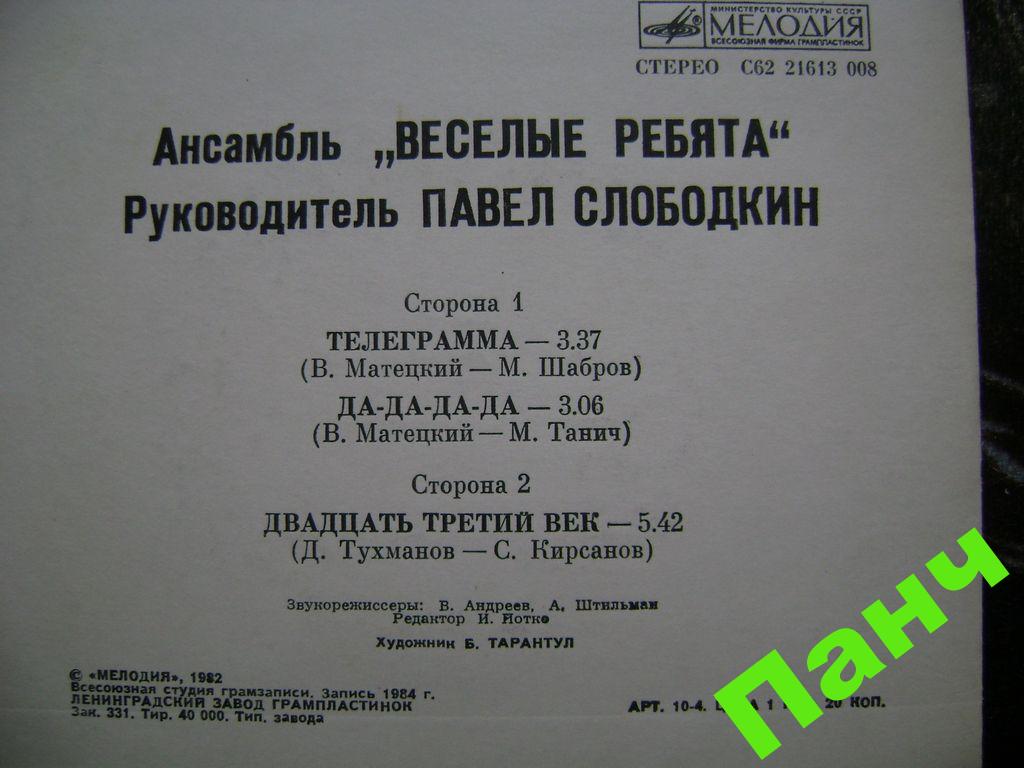 МИНИСТЕРСТВО КУЛЬТУРЫ СССР
МЕЛОДИЯ
ВСЕСОЮЗНАЯ ФИРМА ГРАМПЛАСТИНОК
СТЕРЕО С62 21613 008
Ансамбль „ВЕСЕЛЫЕ РЕБЯТА“
Руководитель ПАВЕЛ СЛОБОДКИН
Сторона 1
ТЕЛЕГРАММА — 3.37
(В. Матецкий — М. Шабров)
ДА-ДА-ДА-ДА — 3.06
(В. Матецкий — М. Танич)
Сторона 2
ДВАДЦАТЬ ТРЕТИЙ ВЕК — 5.42
(Д. Тухманов — С. Кирсанов)
Звукорежиссеры: В. Андреев, А. Штильман
Редактор И. Йотко
Художник Б. ТАРАНТУЛ
© «МЕЛОДИЯ», 1982
Всесоюзная студия грамзаписи. Запись 1984 г.
ЛЕНИНГРАДСКИЙ ЗАВОД ГРАМПЛАСТИНОК
Зак. 331. Тир. 40 000. Тип. завода
АРТ. 10-4. 1 20 КОП.
Панч